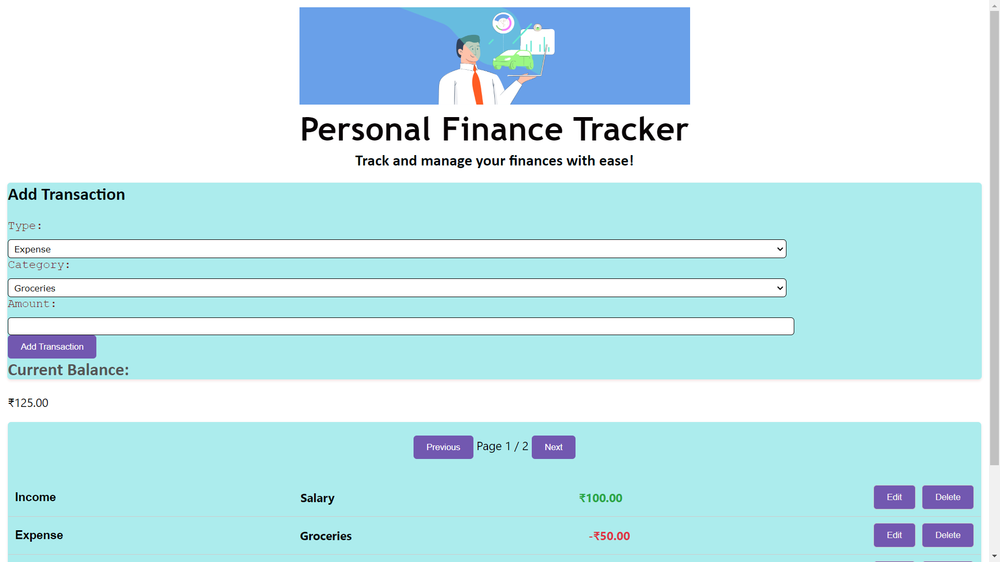 Personal Finance Tracker
Track and manage your finances with ease!
Add Transaction
Type:
Expense
Category:
Groceries
Amount:
Add Transaction
Current Balance:
₹125.00
Previous Page 1 / 2 Next
Income Salary ₹100.00 Edit Delete
Expense Groceries -₹50.00 Edit Delete